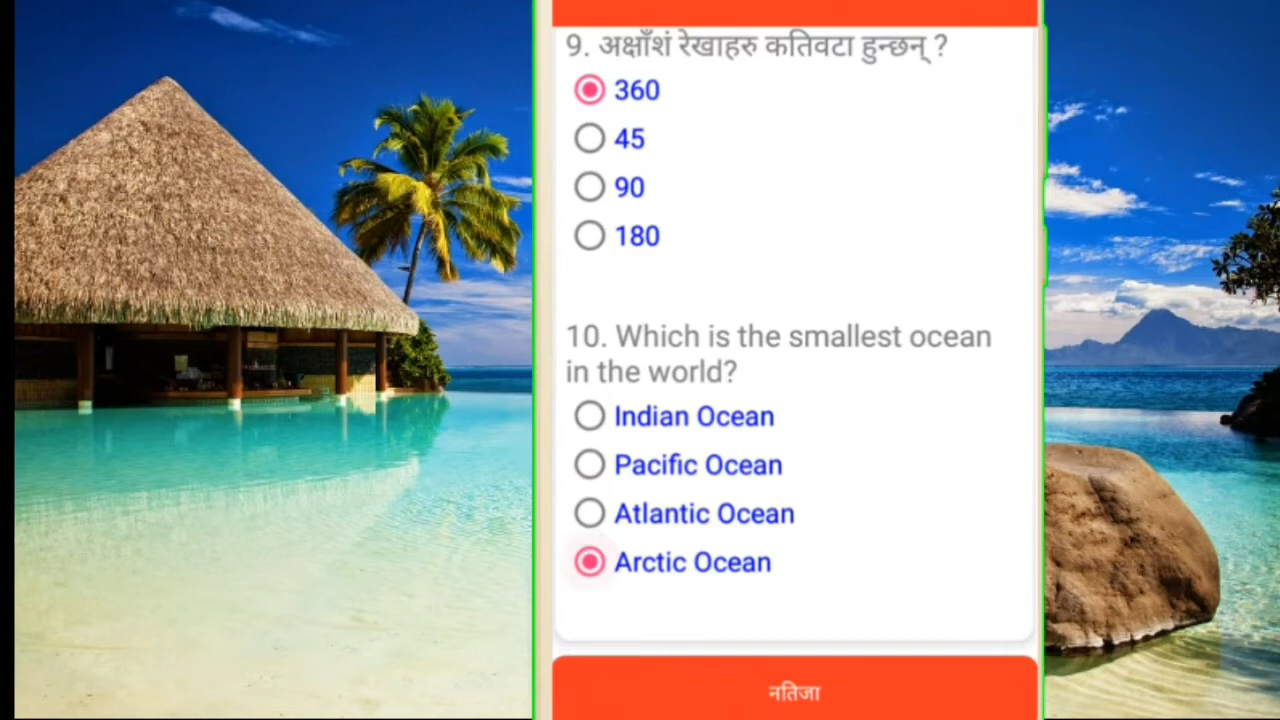 9. अक्षाँशं रेखाहरु कतिवटा हुन्छन् ?
360
45
90
180
10. Which is the smallest ocean
in the world?
Indian Ocean
Pacific Ocean
Atlantic Ocean
Arctic Ocean
नतिजा